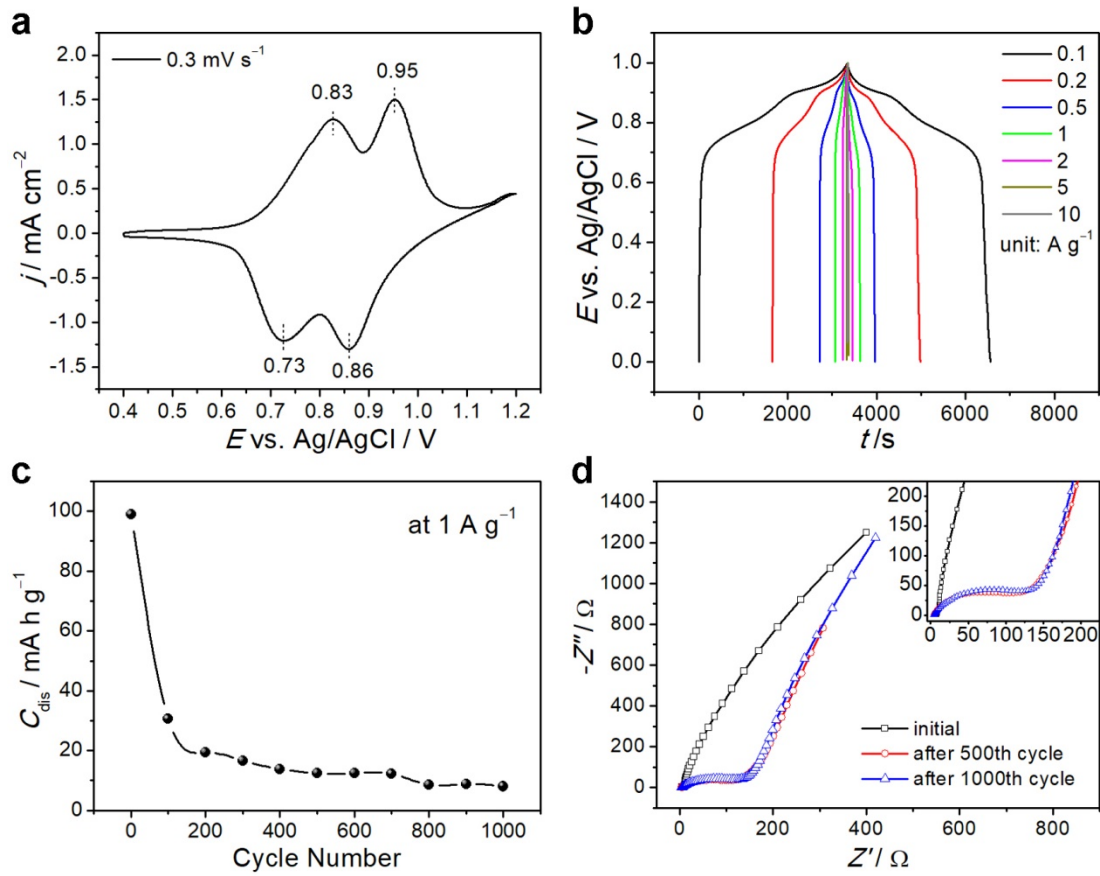 a
0.3 mV s⁻¹
0.83
0.95
0.73
0.86
2.0
1.5
1.0
0.5
0.0
-0.5
-1.0
-1.5
j / mA cm⁻²
0.4 0.5 0.6 0.7 0.8 0.9 1.0 1.1 1.2
E vs. Ag/AgCl / V
b
0.1
0.2
0.5
1
2
5
10
unit: A g⁻¹
1.0
0.8
0.6
0.4
0.2
0.0
E vs. Ag/AgCl / V
0 2000 4000 6000 8000
t /s
c
at 1 A g⁻¹
100
80
60
40
20
0
C_dis / mA h g⁻¹
0 200 400 600 800 1000
Cycle Number
d
1400
1200
1000
800
600
400
200
0
-Z″ / Ω
200
150
100
50
0
0 50 100 150 200
initial
after 500th cycle
after 1000th cycle
0 200 400 600 800
Z′ / Ω